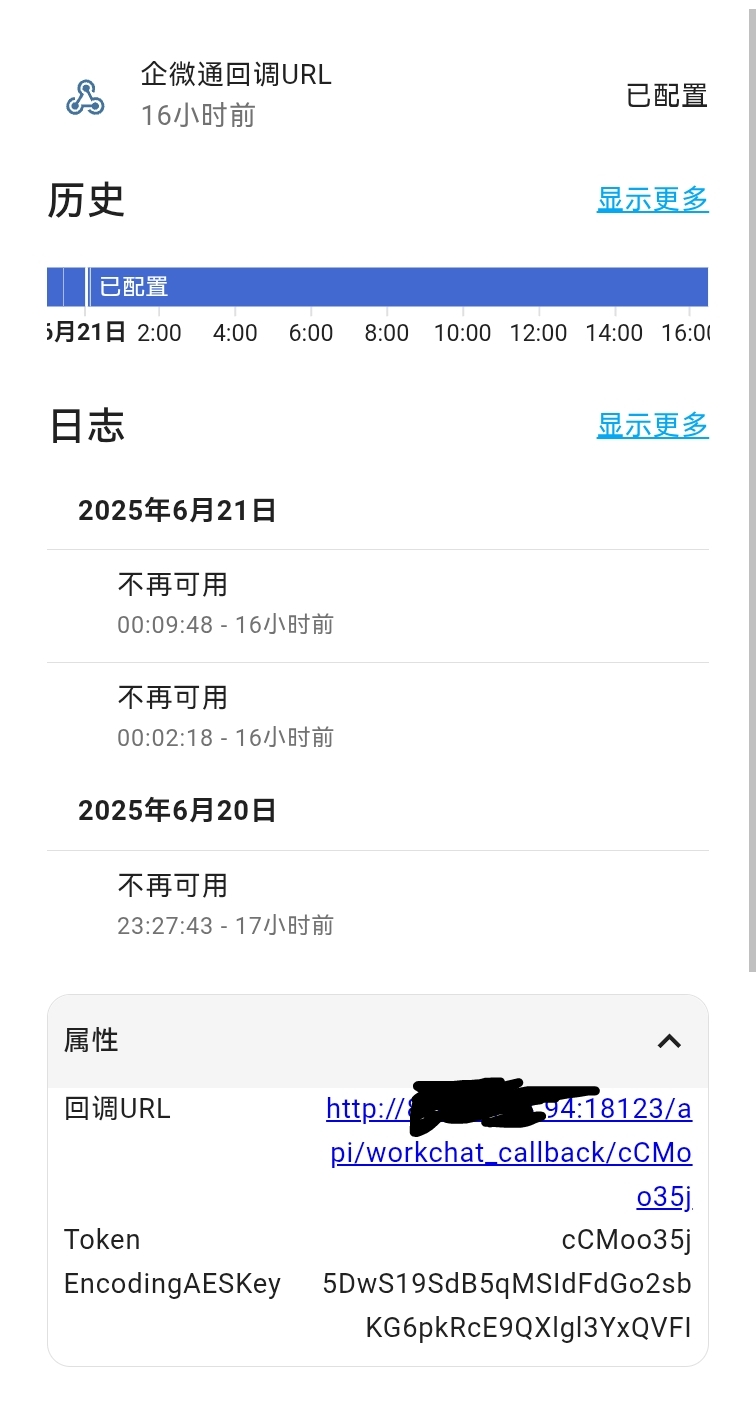 企微通回调URL
16小时前
已配置
历史
显示更多
已配置
6月21日 2:00 4:00 6:00 8:00 10:00 12:00 14:00 16:00
日志
显示更多
2025年6月21日
不再可用
00:09:48 - 16小时前
不再可用
00:02:18 - 16小时前
2025年6月20日
不再可用
23:27:43 - 17小时前
属性
回调URL
http://8 94:18123/a
pi/workchat_callback/cCMo
o35j
Token
cCMoo35j
EncodingAESKey
5DwS19SdB5qMSIdFdGo2sb
KG6pkRcE9QXlgl3YxQVFI